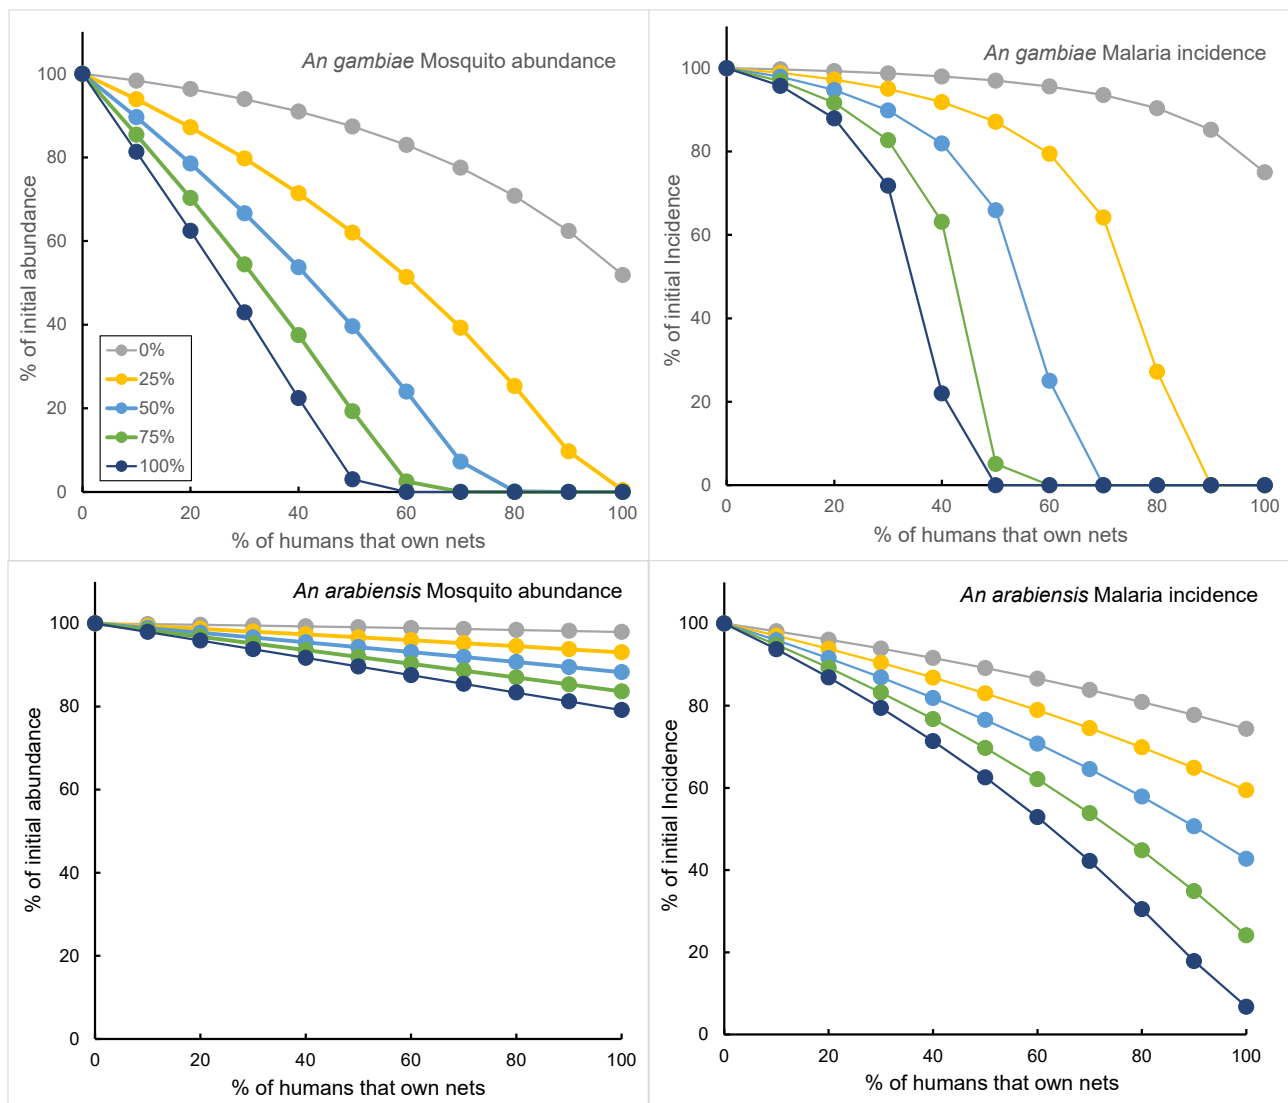 An gambiae Mosquito abundance
% of initial abundance
100
80
60
40
20
0
0%
25%
50%
75%
100%
0 20 40 60 80 100
% of humans that own nets
An gambiae Malaria incidence
% of initial Incidence
100
80
60
40
20
0
0 20 40 60 80 100
% of humans that own nets
An arabiensis Mosquito abundance
% of initial abundance
100
80
60
40
20
0
0 20 40 60 80 100
% of humans that own nets
An arabiensis Malaria incidence
% of initial Incidence
100
80
60
40
20
0
0 20 40 60 80 100
% of humans that own nets